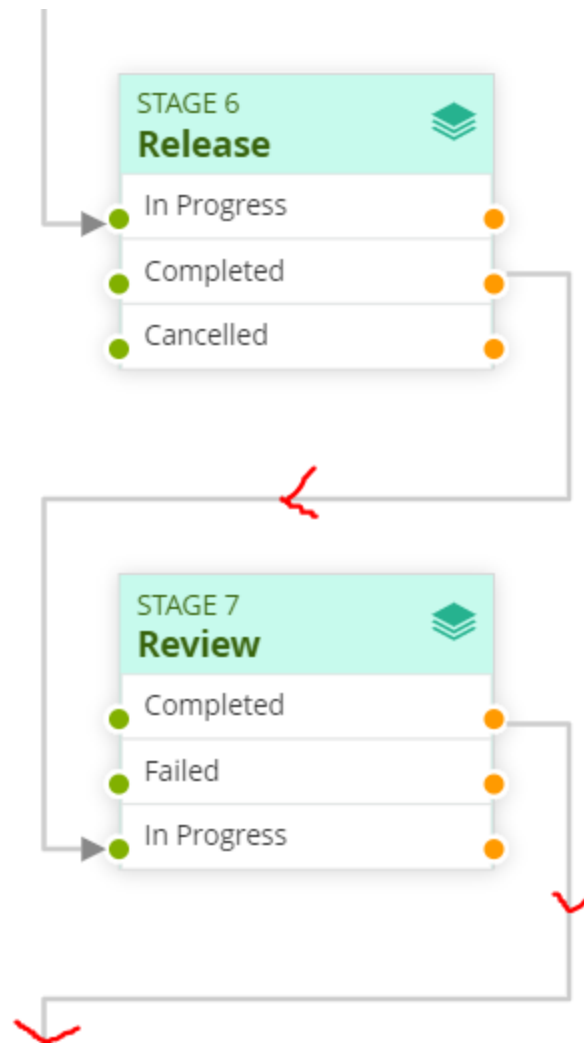 STAGE 6
Release
In Progress
Completed
Cancelled
STAGE 7
Review
Completed
Failed
In Progress